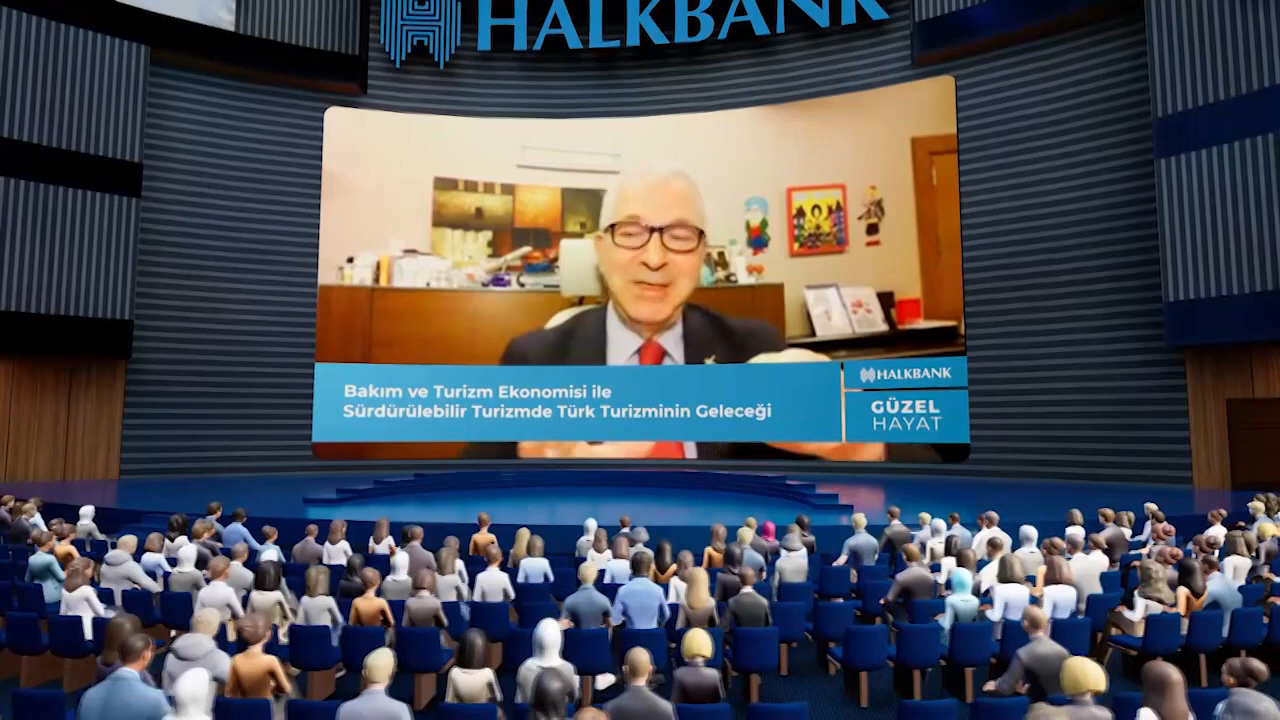 HALKBANK
Bakım ve Turizm Ekonomisi ile
Sürdürülebilir Turizmde Türk Turizminin Geleceği
HALKBANK
GÜZEL
HAYAT